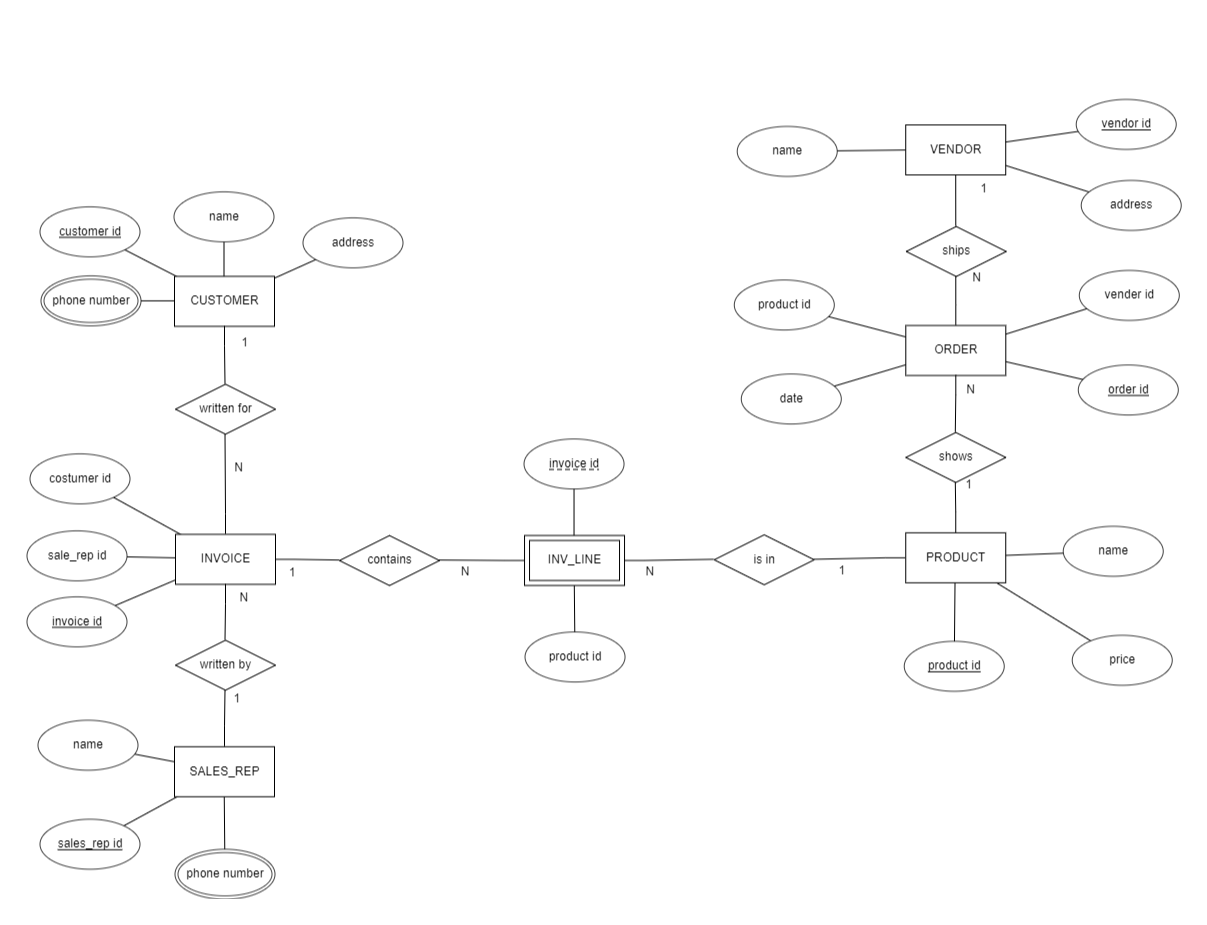 vendor id
name
VENDOR
1
address
name
customer id
address
ships
N
phone number
CUSTOMER
product id
vender id
1
ORDER
date
N
order id
written for
shows
1
N
costumer id
invoice id
sale_rep id
INVOICE
1
contains
N
INV_LINE
N
is in
1
PRODUCT
name
N
invoice id
written by
product id
product id
price
1
name
SALES_REP
sales_rep id
phone number